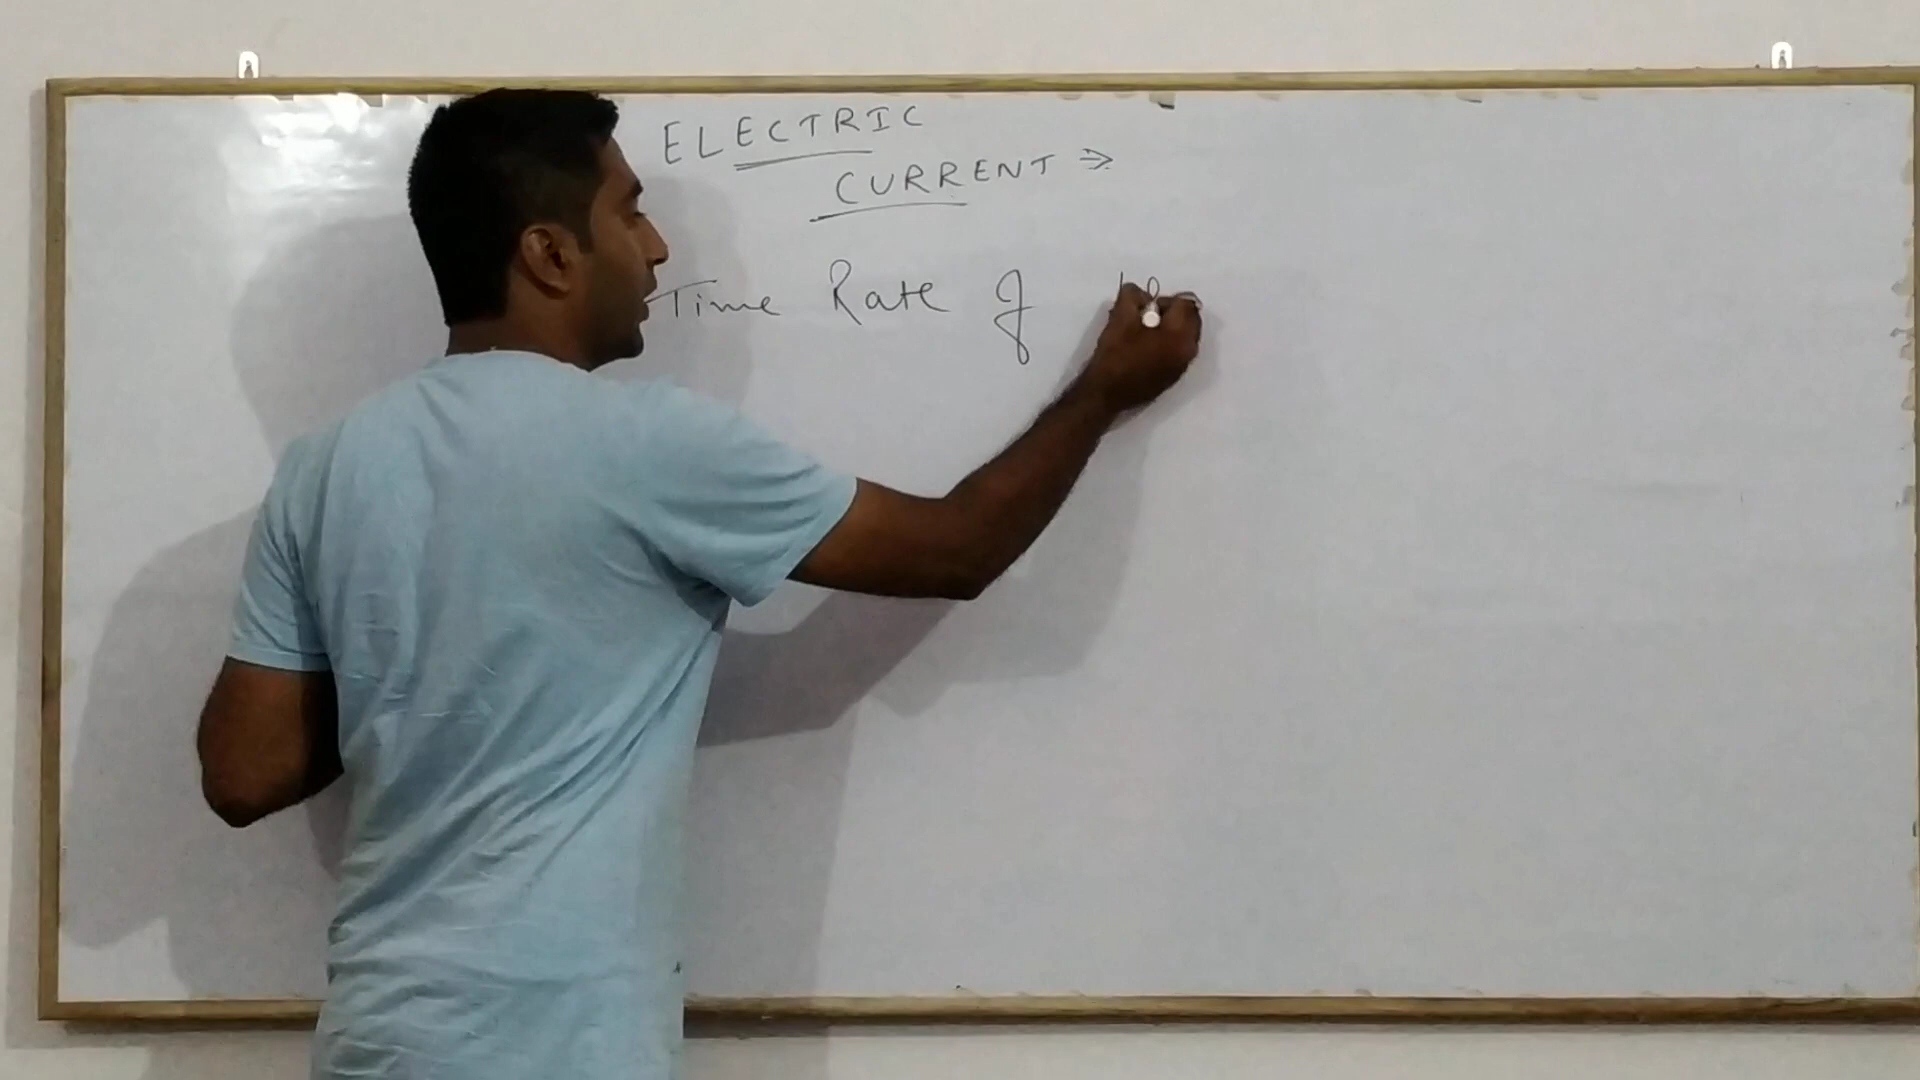 ELECTRIC
CURRENT ⇒
Time Rate of